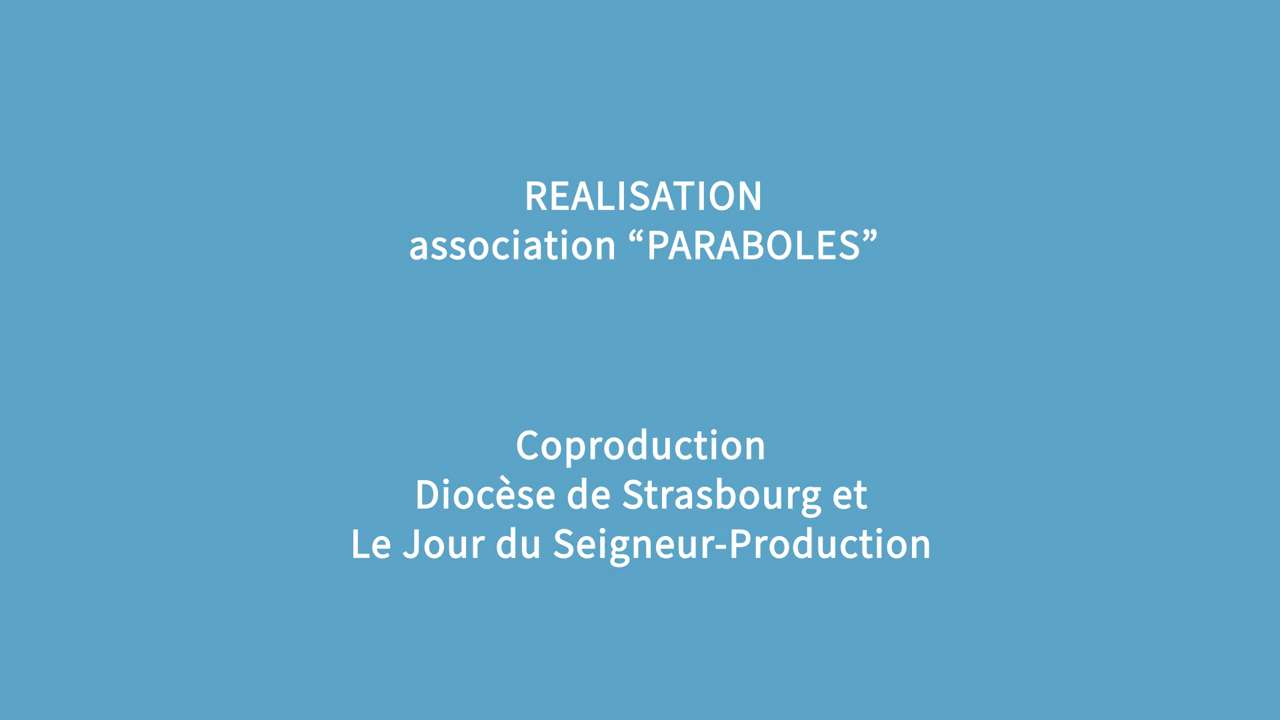 REALISATION
association “PARABOLES”
Coproduction
Diocèse de Strasbourg et
Le Jour du Seigneur-Production